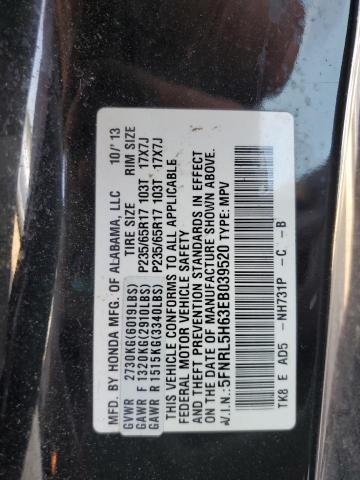 MFD. BY HONDA MFG. OF ALABAMA, LLC 10/'13
TIRE SIZE RIM SIZE
GVWR 2730KG(6019LBS)
GAWR F 1320KG(2910LBS) P235/65R17 103T 17X7J
GAWR R 1515KG(3340LBS) P235/65R17 103T 17X7J
THIS VEHICLE CONFORMS TO ALL APPLICABLE
FEDERAL MOTOR VEHICLE SAFETY
AND THEFT PREVENTION STANDARDS IN EFFECT
ON THE DATE OF MANUFACTURE SHOWN ABOVE.
V.I.N.:5FNRL5H63EB039520 TYPE: MPV
TK8 E AD5 -NH731P -C -B